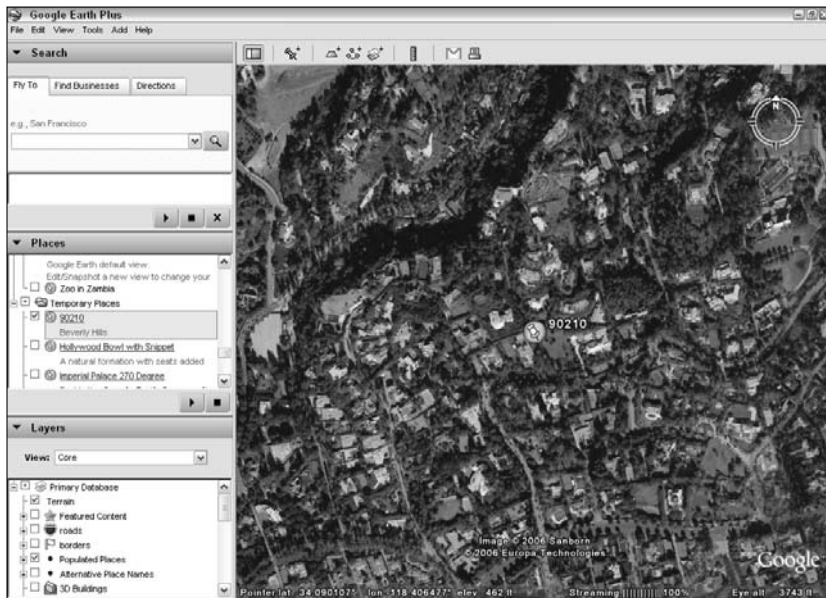 Google Earth Plus
File Edit View Tools Add Help
Search
Fly To Find Businesses Directions
e.g., San Francisco
Places
Google Earth default view.
Edit/Snapshot a new view to change your
Zoo in Zambia
Temporary Places
90210
Beverly Hills
Hollywood Bowl with Snippet
A natural formation with seats added
Imperial Palace 270 Degree
Layers
View: Core
Primary Database
Terrain
Featured Content
roads
borders
Populated Places
Alternative Place Names
3D Buildings
N
90210
Image © 2006 Sanborn
© 2006 Europa Technologies
Google
Pointer lat 34.090107° lon -118.406477° elev 462 ft Streaming |||||||||| 100% Eye alt 3743 ft